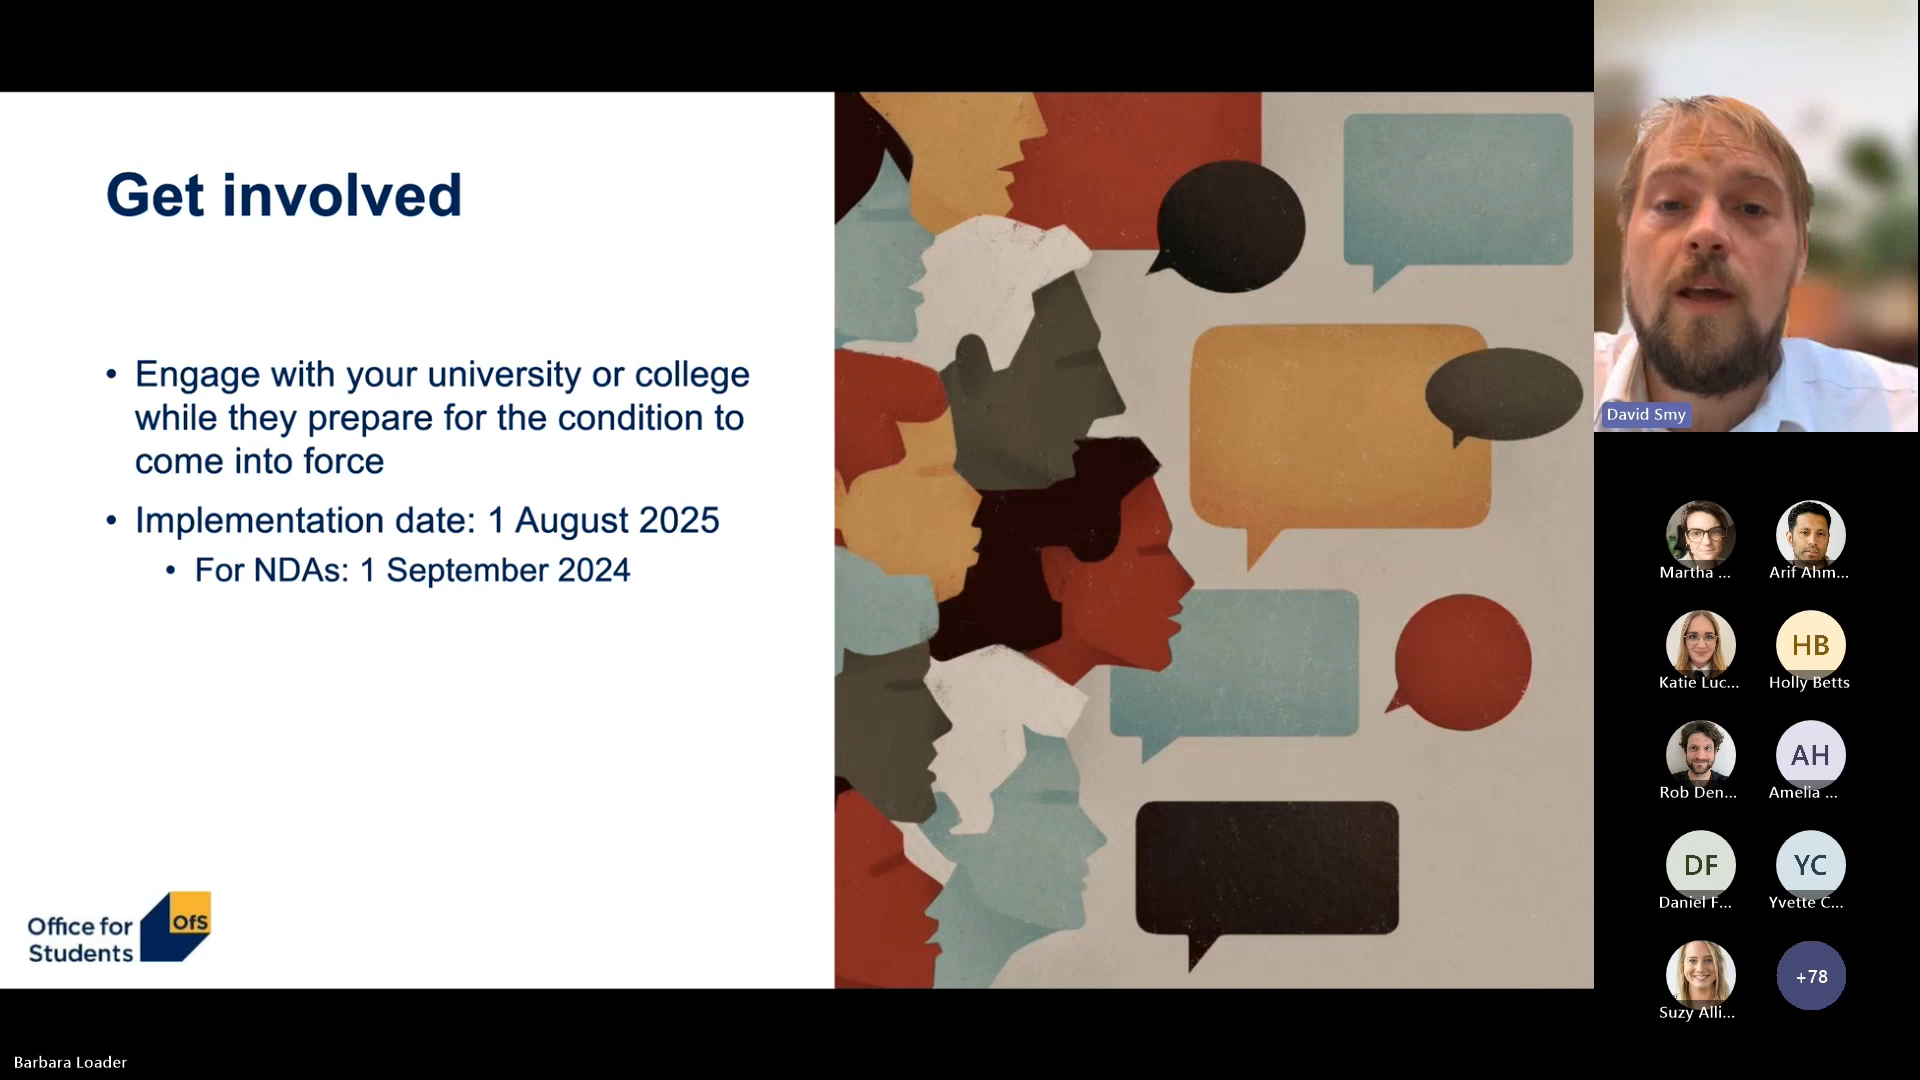 Get involved
• Engage with your university or college
while they prepare for the condition to
come into force
• Implementation date: 1 August 2025
• For NDAs: 1 September 2024
Office for
Students
OfS
David Smy
Martha ...
Arif Ahm...
Katie Luc...
HB
Holly Betts
Rob Den...
AH
Amelia ...
DF
Daniel F...
YC
Yvette C...
Suzy Alli...
+78
Barbara Loader